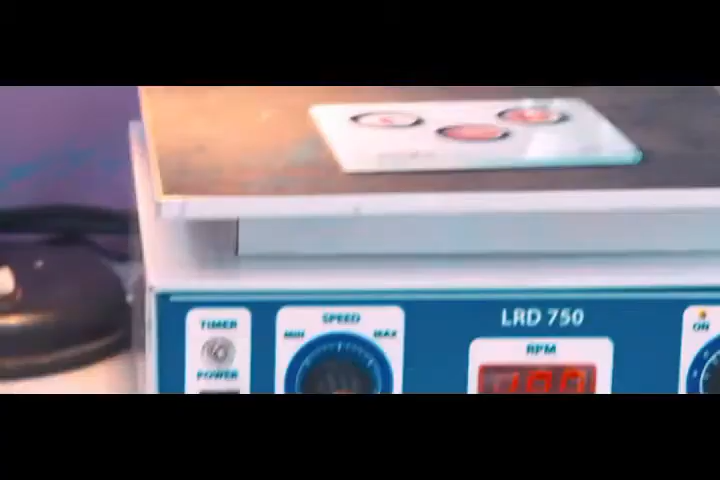 LRD 750
TIMER
SPEED
MIN
MAX
RPM
ON
POWER